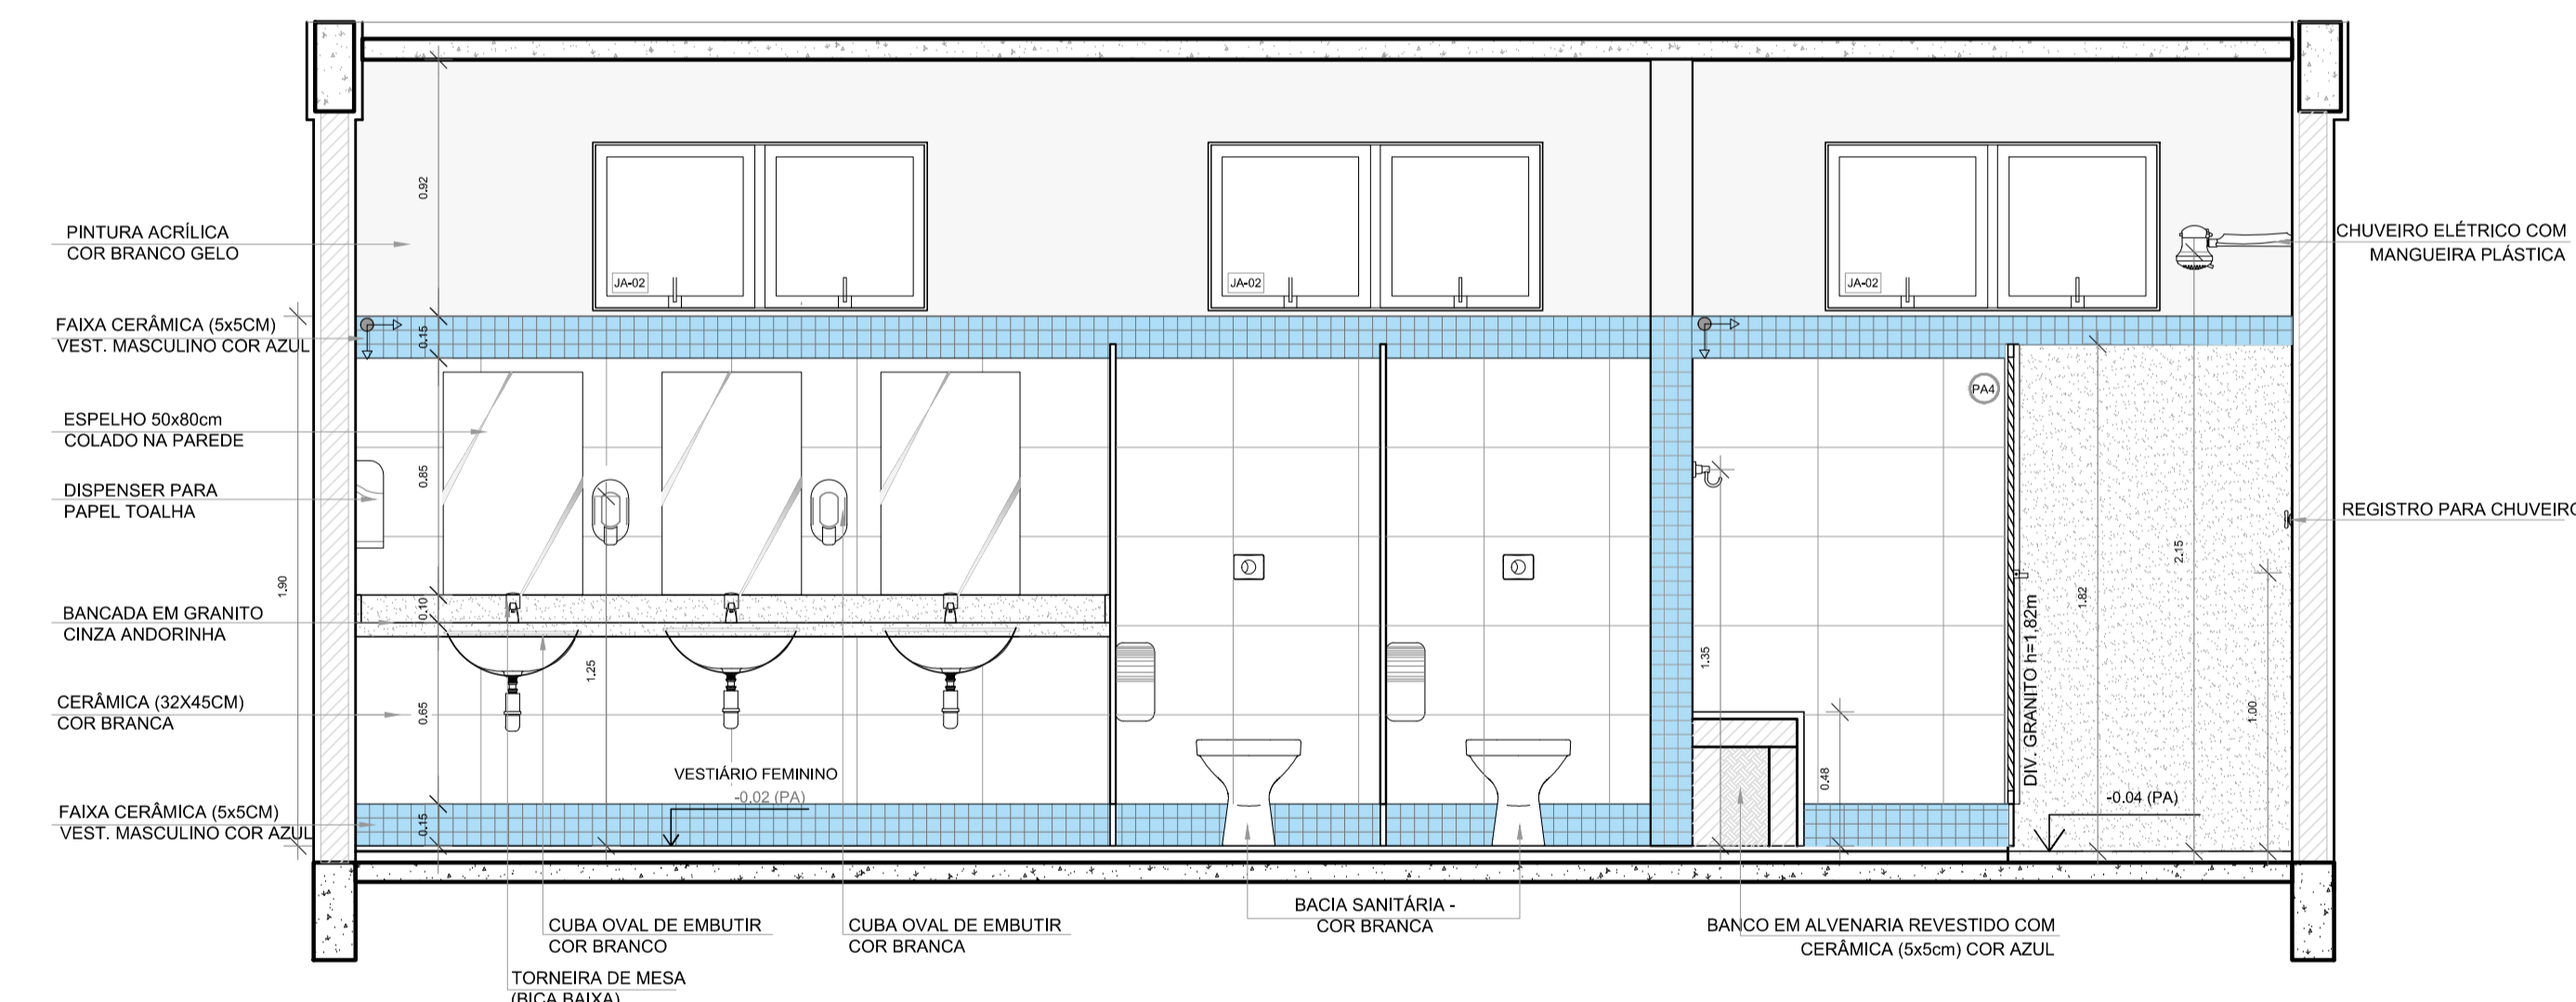 PINTURA ACRÍLICA
COR BRANCO GELO
FAIXA CERÂMICA (5x5CM)
VEST. MASCULINO COR AZUL
ESPELHO 50x80cm
COLADO NA PAREDE
DISPENSER PARA
PAPEL TOALHA
BANCADA EM GRANITO
CINZA ANDORINHA
CERÂMICA (32X45CM)
COR BRANCA
FAIXA CERÂMICA (5x5CM)
VEST. MASCULINO COR AZUL
1.90
0.92
0.15
0.85
0.10
0.65
0.15
1.25
JA-02
JA-02
JA-02
VESTIÁRIO FEMININO
-0.02 (PA)
PA4
1.35
0.48
DIV. GRANITO h=1,82m
1.82
2.15
1.00
-0.04 (PA)
CHUVEIRO ELÉTRICO COM
MANGUEIRA PLÁSTICA
REGISTRO PARA CHUVEIRO
CUBA OVAL DE EMBUTIR
COR BRANCO
CUBA OVAL DE EMBUTIR
COR BRANCA
BACIA SANITÁRIA -
COR BRANCA
BANCO EM ALVENARIA REVESTIDO COM
CERÂMICA (5x5cm) COR AZUL
TORNEIRA DE MESA
(BICA BAIXA)